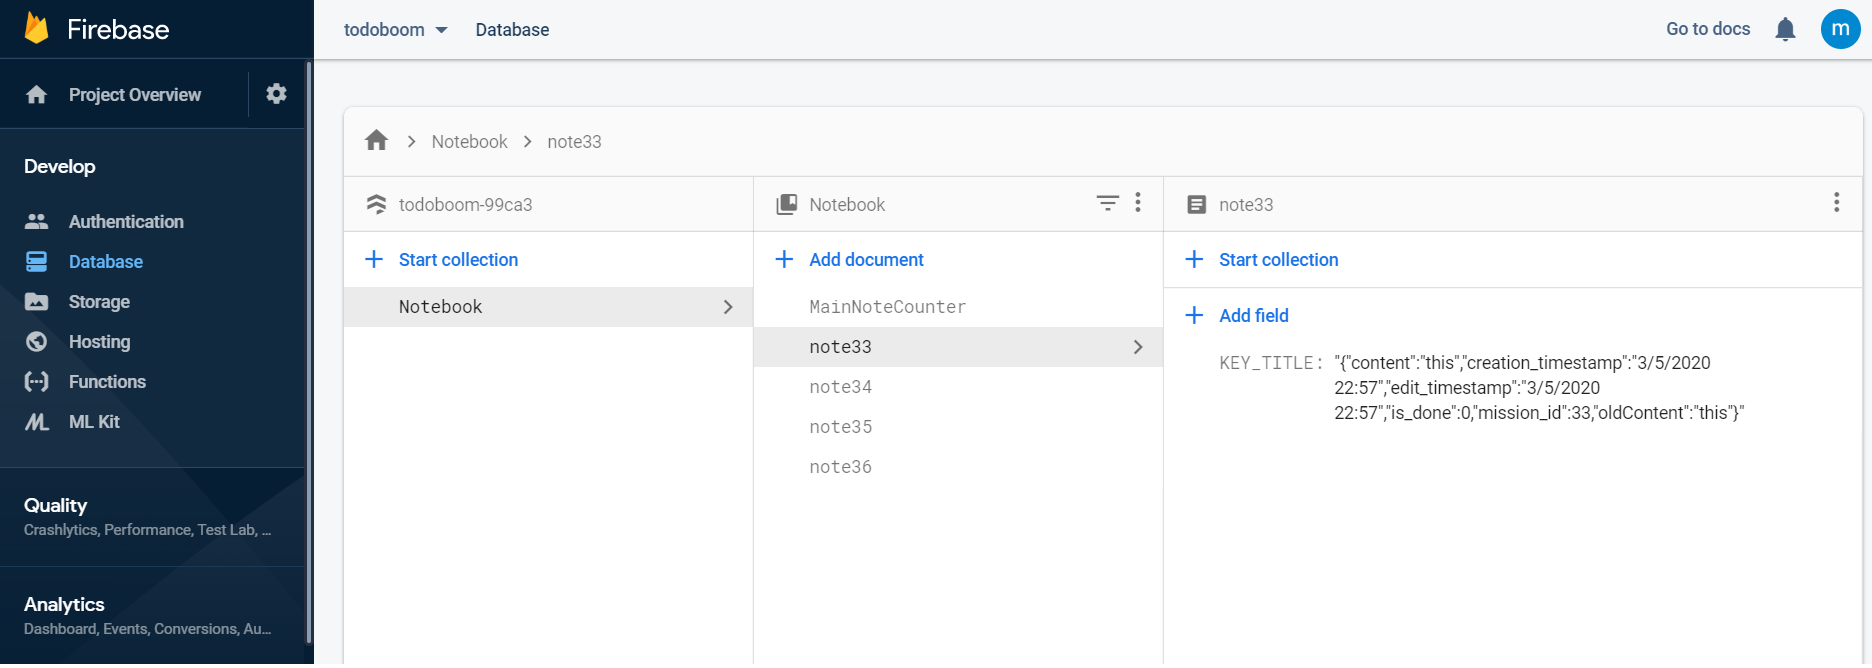 Firebase
todoboom
Database
Go to docs
m
Project Overview
Develop
Authentication
Database
Storage
Hosting
Functions
ML Kit
Quality
Crashlytics, Performance, Test Lab, ...
Analytics
Dashboard, Events, Conversions, Au...
Notebook
note33
todoboom-99ca3
Start collection
Notebook
Notebook
Add document
MainNoteCounter
note33
note34
note35
note36
note33
Start collection
Add field
KEY_TITLE: "{"content":"this","creation_timestamp":"3/5/2020
22:57","edit_timestamp":"3/5/2020
22:57","is_done":0,"mission_id":33,"oldContent":"this"}"